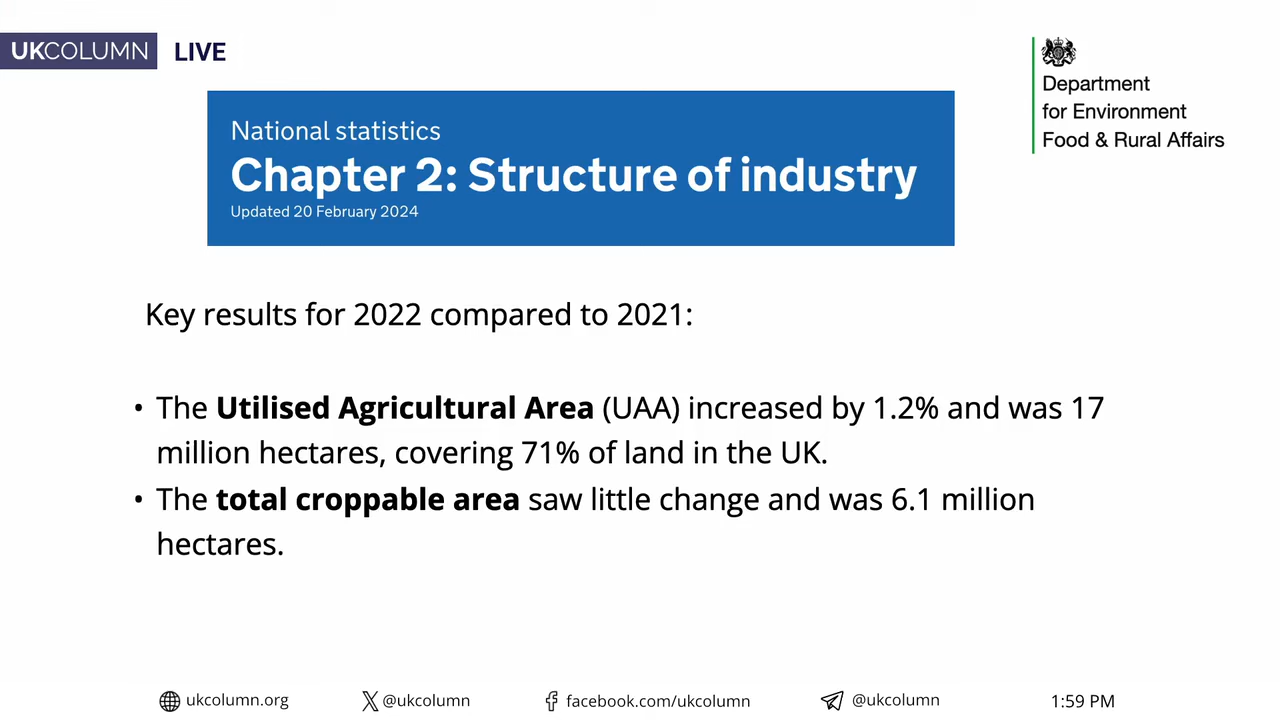 UKCOLUMN LIVE
Department
for Environment
Food & Rural Affairs
National statistics
Chapter 2: Structure of industry
Updated 20 February 2024
Key results for 2022 compared to 2021:
• The Utilised Agricultural Area (UAA) increased by 1.2% and was 17
million hectares, covering 71% of land in the UK.
• The total croppable area saw little change and was 6.1 million
hectares.
ukcolumn.org @ukcolumn facebook.com/ukcolumn @ukcolumn 1:59 PM